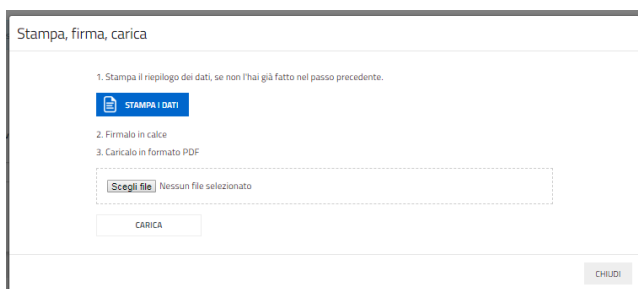 Stampa, firma, carica
1. Stampa il riepilogo dei dati, se non l'hai già fatto nel passo precedente.
STAMPA I DATI
2. Firmalo in calce
3. Caricalo in formato PDF
Scegli file Nessun file selezionato
CARICA
CHIUDI